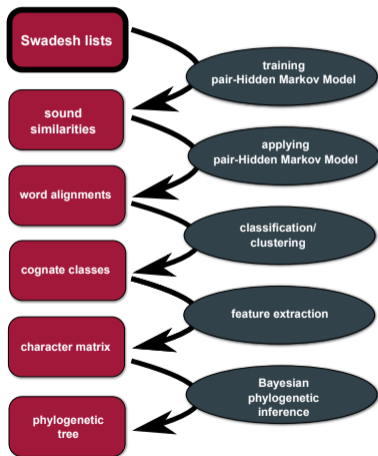 Swadesh lists
training
pair-Hidden Markov Model
sound
similarities
applying
pair-Hidden Markov Model
word alignments
classification/
clustering
cognate classes
feature extraction
character matrix
Bayesian
phylogenetic
inference
phylogenetic
tree